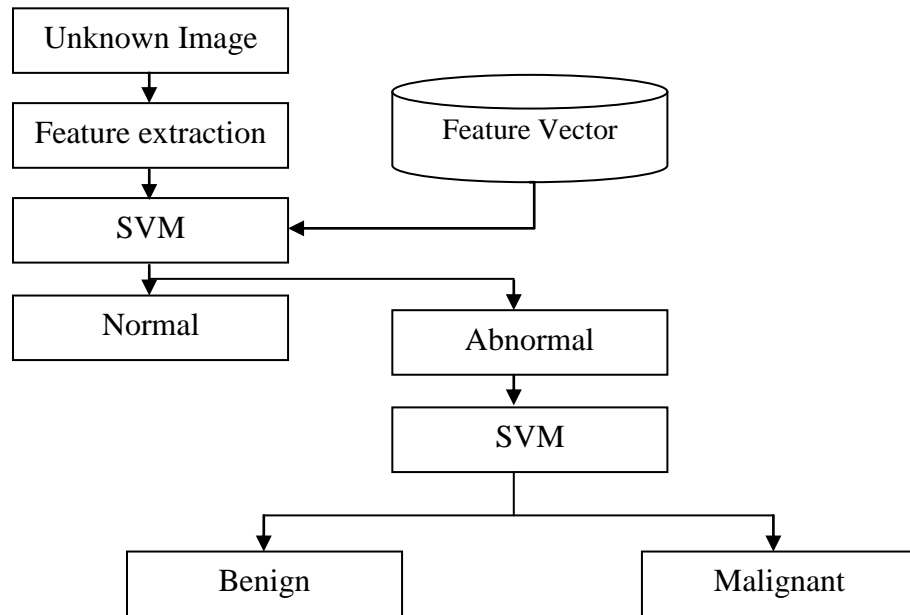 Unknown Image
Feature extraction
Feature Vector
SVM
Normal
Abnormal
SVM
Benign
Malignant